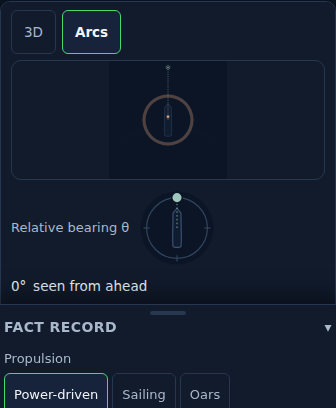 3D Arcs
Relative bearing θ
0° seen from ahead
FACT RECORD ▼
Propulsion
Power-driven Sailing Oars